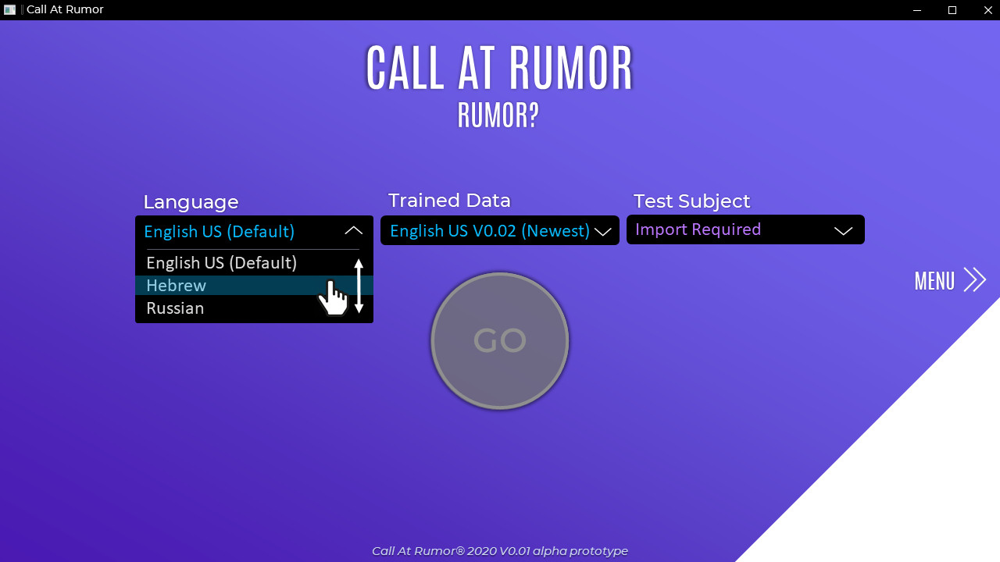 Call At Rumor
CALL AT RUMOR
RUMOR?
Language
Trained Data
Test Subject
English US (Default)
English US V0.02 (Newest)
Import Required
English US (Default)
Hebrew
Russian
MENU
GO
Call At Rumor® 2020 V0.01 alpha prototype